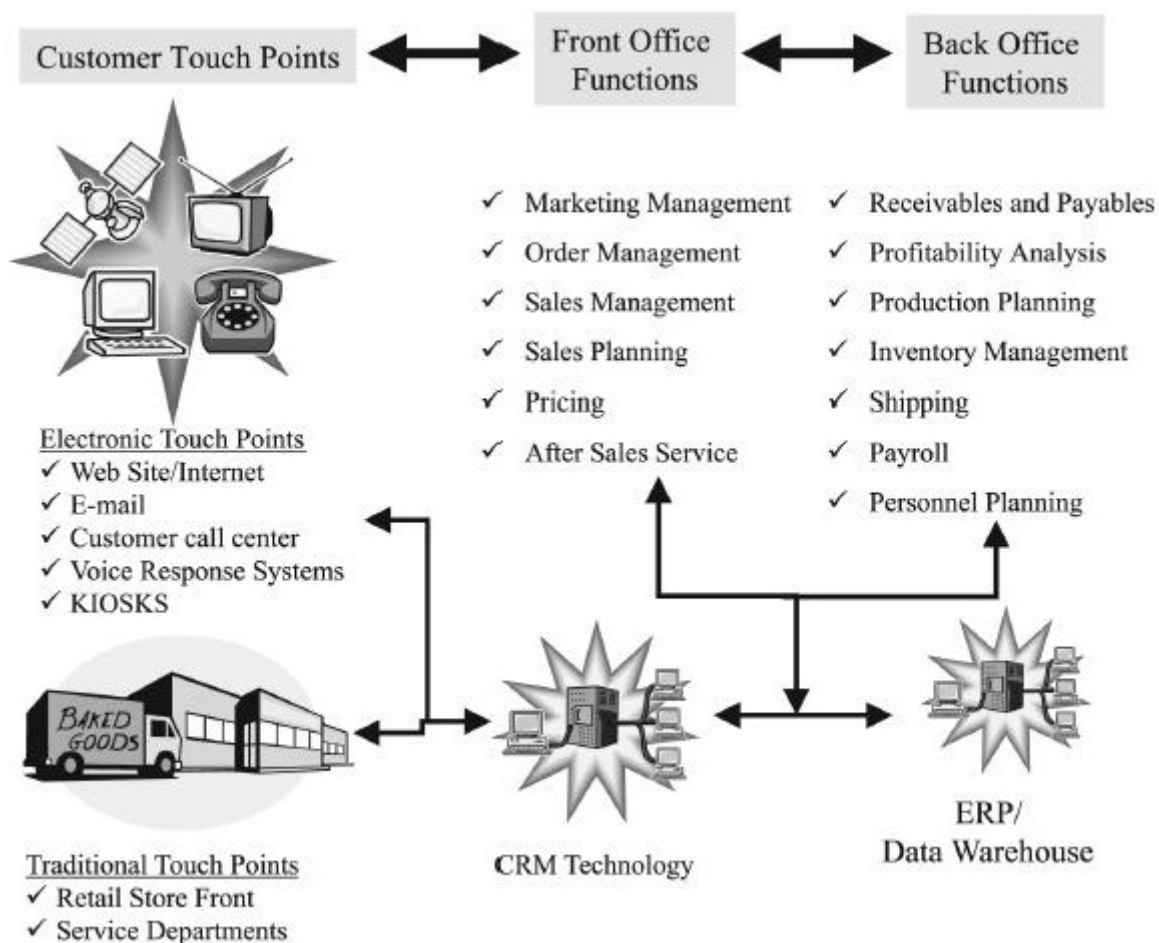 Customer Touch Points
Front Office
Functions
Back Office
Functions
Electronic Touch Points
✓ Web Site/Internet
✓ E-mail
✓ Customer call center
✓ Voice Response Systems
✓ KIOSKS
BAKED
GOODS
Traditional Touch Points
✓ Retail Store Front
✓ Service Departments
✓ Marketing Management
✓ Order Management
✓ Sales Management
✓ Sales Planning
✓ Pricing
✓ After Sales Service
✓ Receivables and Payables
✓ Profitability Analysis
✓ Production Planning
✓ Inventory Management
✓ Shipping
✓ Payroll
✓ Personnel Planning
CRM Technology
ERP/
Data Warehouse